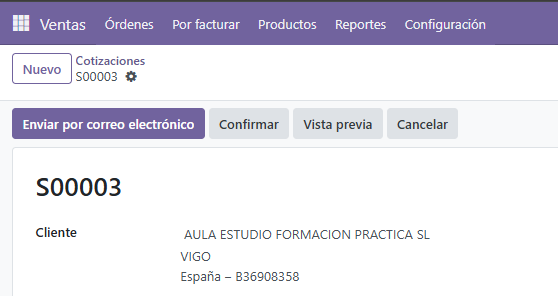 Ventas Órdenes Por facturar Productos Reportes Configuración
Nuevo Cotizaciones
S00003
Enviar por correo electrónico Confirmar Vista previa Cancelar
S00003
Cliente AULA ESTUDIO FORMACION PRACTICA SL
VIGO
España – B36908358